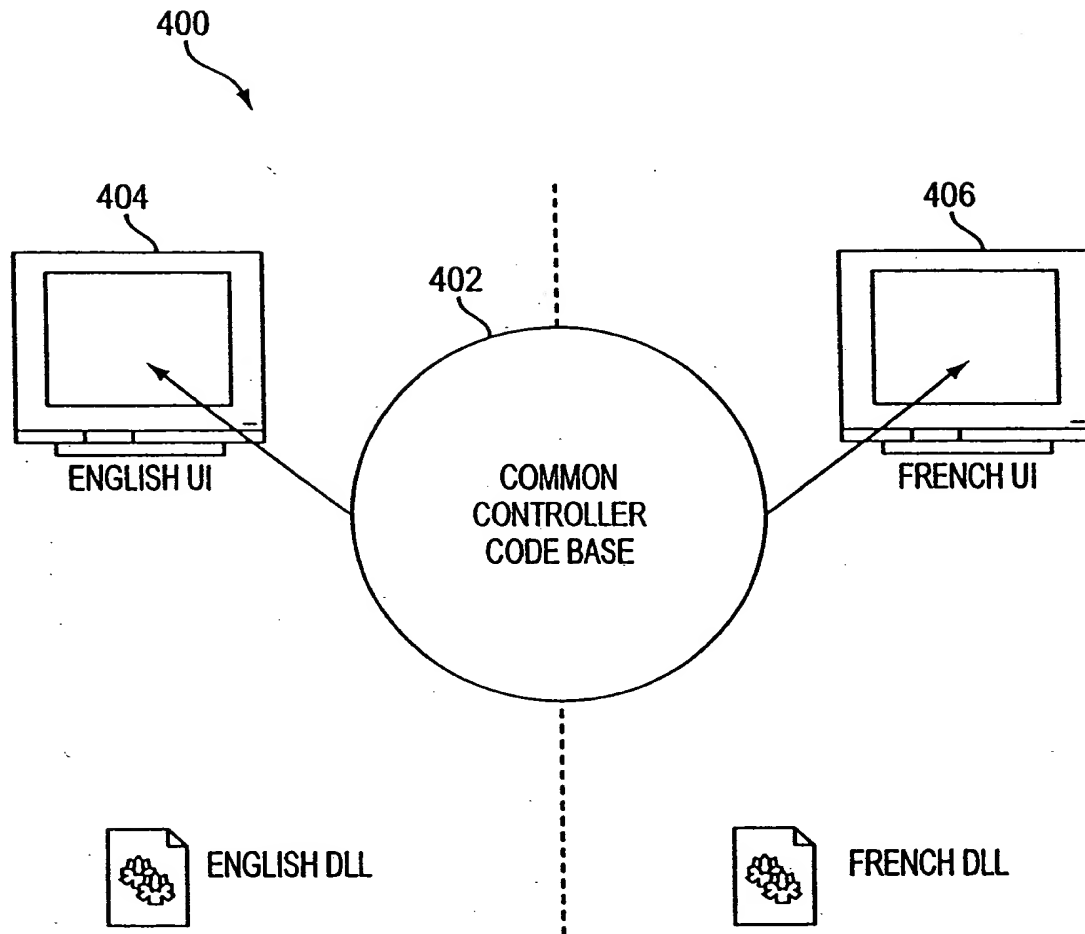 400
404
406
402
ENGLISH UI
FRENCH UI
COMMON
CONTROLLER
CODE BASE
ENGLISH DLL
FRENCH DLL